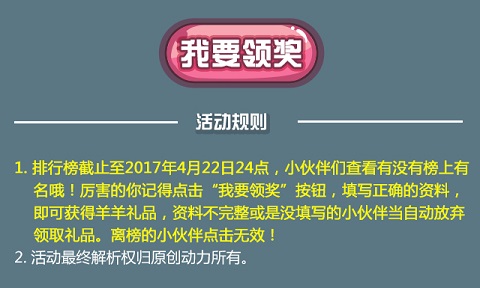 我要领奖
活动规则
1. 排行榜截止至2017年4月22日24点，小伙伴们查看有没有榜上有
名哦！厉害的你记得点击“我要领奖”按钮，填写正确的资料，
即可获得羊羊礼品，资料不完整或是没填写的小伙伴当自动放弃
领取礼品。离榜的小伙伴点击无效！
2. 活动最终解析权归原创动力所有。